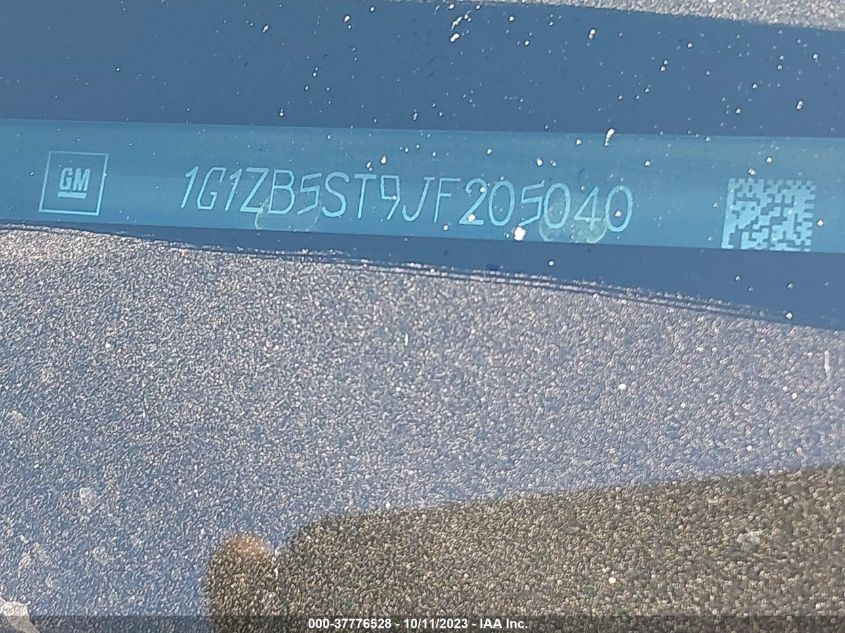 GM 1G1ZB5ST9JF205040
000-37776528 - 10/11/2023 - IAA Inc.